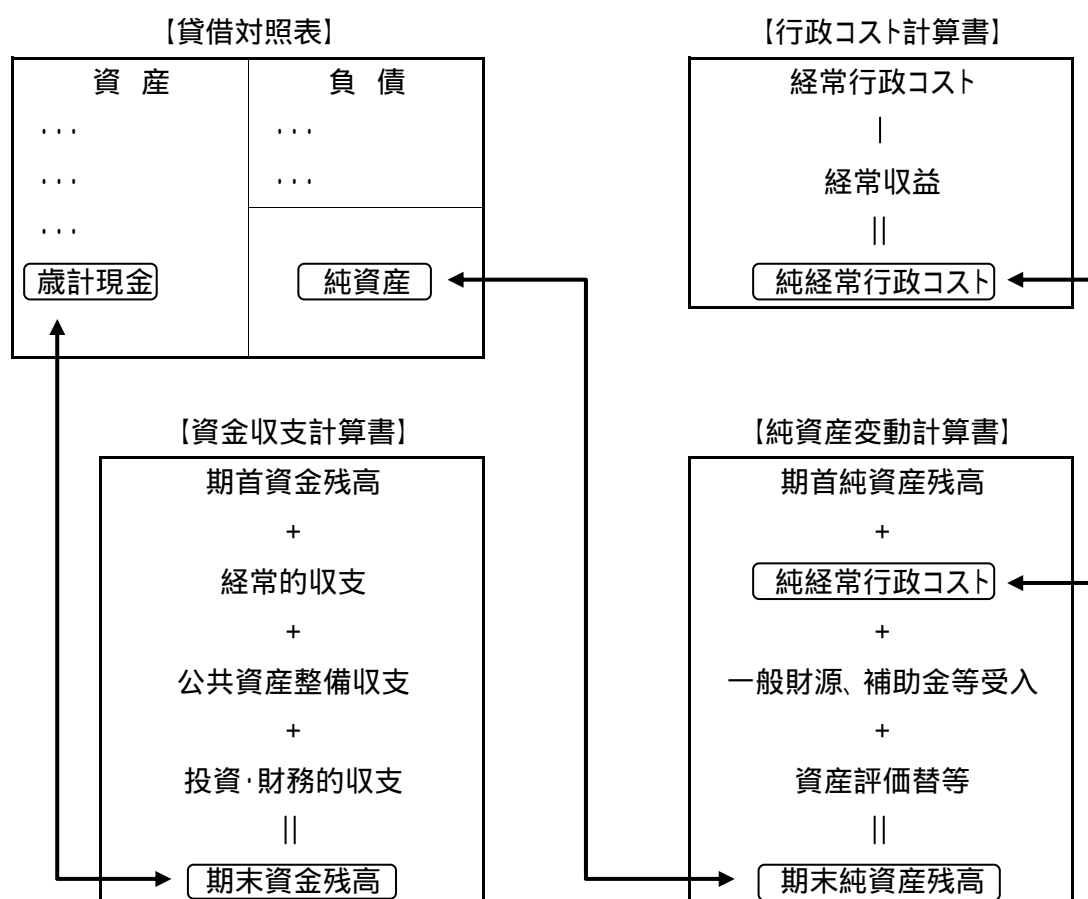 【貸借対照表】
資 産
・・・
・・・
・・・
歳計現金
負 債
・・・
・・・
純資産
【行政コスト計算書】
経常行政コスト
|
経常収益
||
純経常行政コスト
【資金収支計算書】
期首資金残高
+
経常的収支
+
公共資産整備収支
+
投資・財務的収支
||
期末資金残高
【純資産変動計算書】
期首純資産残高
+
純経常行政コスト
+
一般財源、補助金等受入
+
資産評価替等
||
期末純資産残高